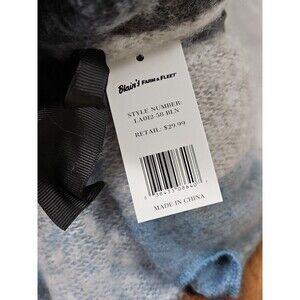 Blain's FARM & FLEET
STYLE NUMBER:
LA012-58-BLN
RETAIL: $29.99
MADE IN CHINA